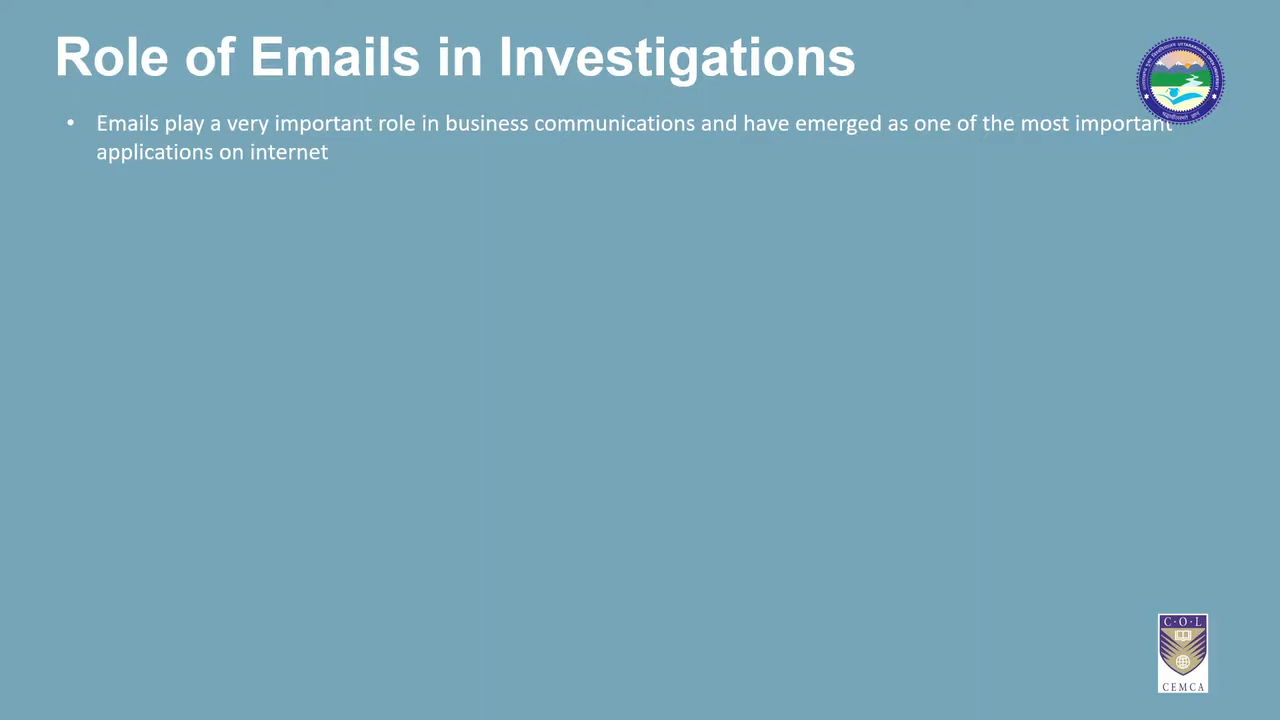 Role of Emails in Investigations
• Emails play a very important role in business communications and have emerged as one of the most important
applications on internet
C·O·L
CEMCA